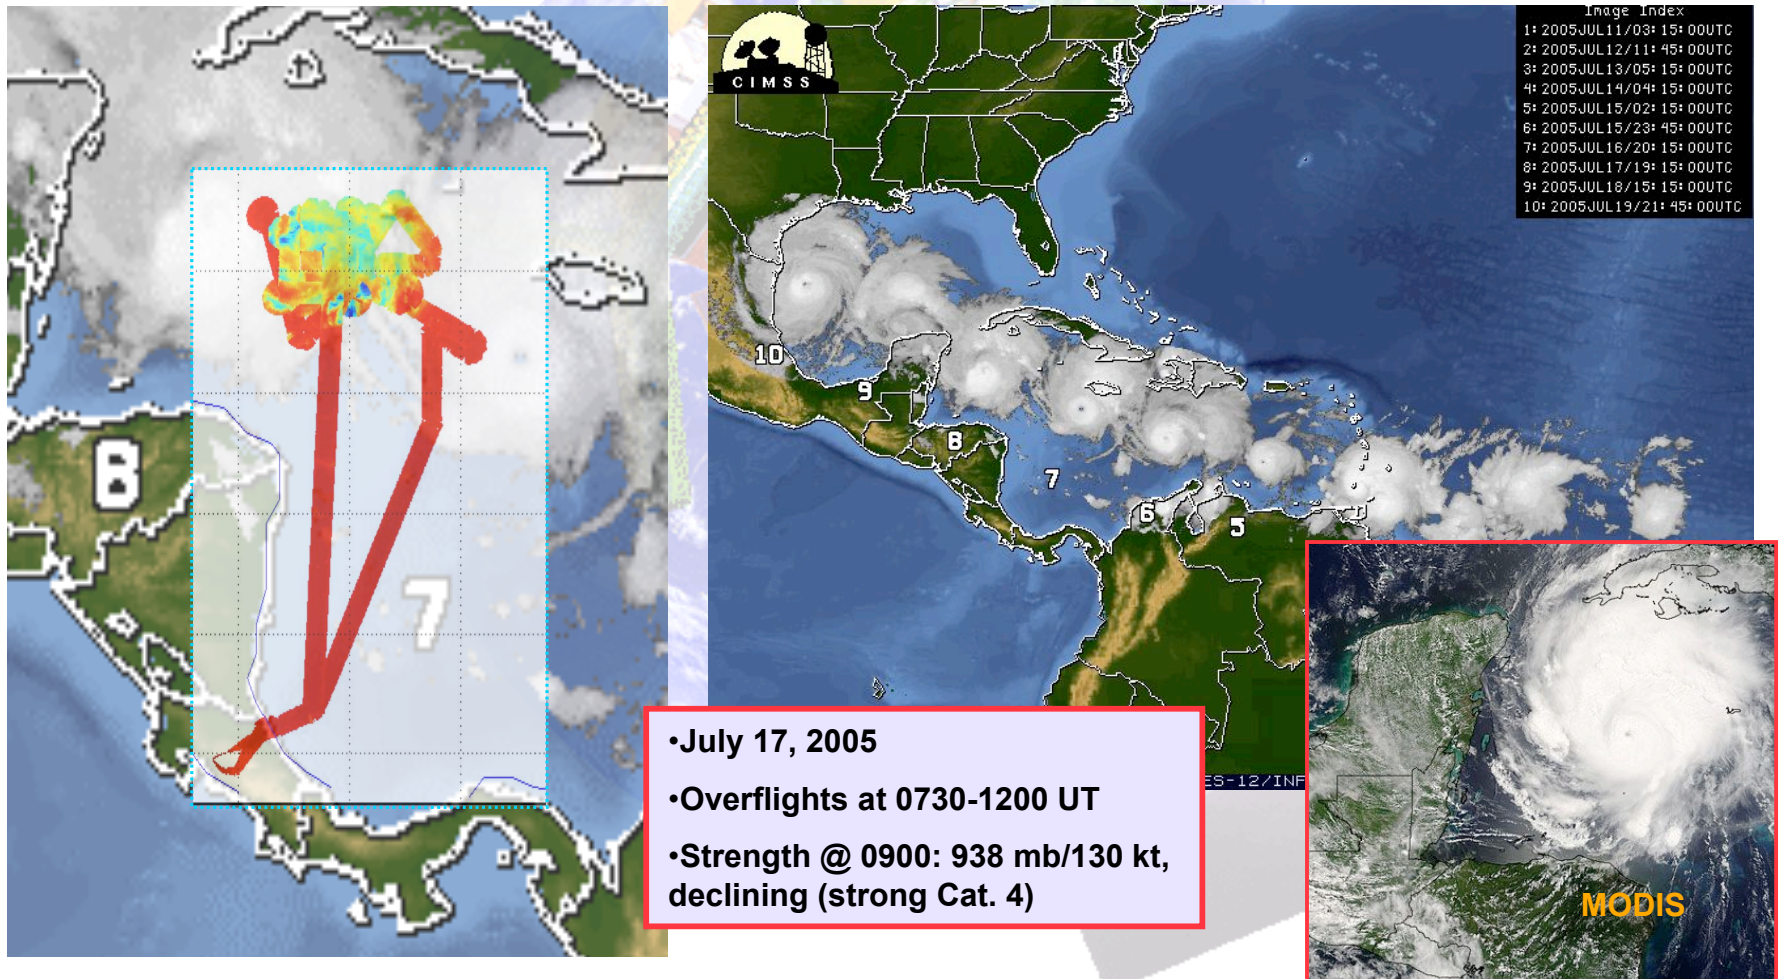 8
7
CIMSS
Image Index
1: 2005JUL11/03:15:00UTC
2: 2005JUL12/11:45:00UTC
3: 2005JUL13/05:15:00UTC
4: 2005JUL14/04:15:00UTC
5: 2005JUL15/02:15:00UTC
6: 2005JUL15/23:45:00UTC
7: 2005JUL16/20:15:00UTC
8: 2005JUL17/19:15:00UTC
9: 2005JUL18/15:15:00UTC
10: 2005JUL19/21:45:00UTC
10
9
8
7
6
5
•July 17, 2005
•Overflights at 0730-1200 UT
•Strength @ 0900: 938 mb/130 kt,
declining (strong Cat. 4)
ES-12/INF
MODIS